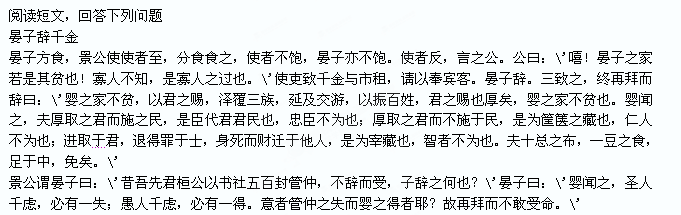 阅读短文，回答下列问题
晏子辞千金
晏子方食，景公使使者至，分食食之，使者不饱，晏子亦不饱。使者反，言之公。公曰：\'嘻！晏子之家
若是其贫也！寡人不知，是寡人之过也。\'使吏致千金与市租，请以奉宾客。晏子辞。三致之，终再拜而
辞曰：\'婴之家不贫，以君之赐，泽覆三族，延及交游，以振百姓，君之赐也厚矣，婴之家不贫也。婴闻
之，夫厚取之君而施之民，是臣代君君民也，忠臣不为也；厚取之君而不施于民，是为筐箧之藏也，仁人
不为也；进取于君，退得罪于士，身死而财迁于他人，是为宰藏也，智者不为也。夫十总之布，一豆之食，
足于中，免矣。\'
景公谓晏子曰：\'昔吾先君桓公以书社五百封管仲，不辞而受，子辞之何也？\'晏子曰：\'婴闻之，圣人
千虑，必有一失；愚人千虑，必有一得。意者管仲之失而婴之得者耶？故再拜而不敢受命。\'